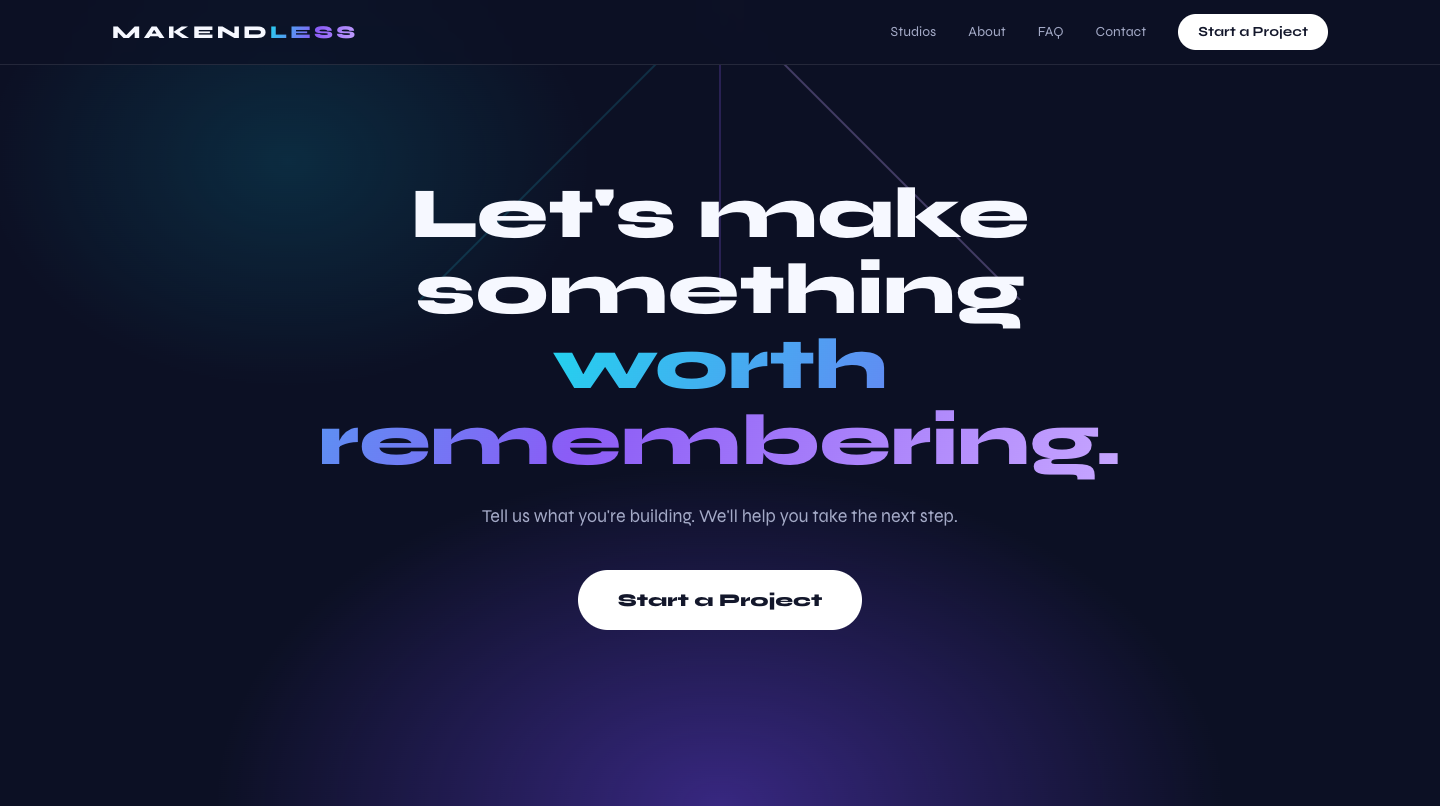 MAKENDLESS
Studios
About
FAQ
Contact
Start a Project
Let's make
something
worth
remembering.
Tell us what you're building. We'll help you take the next step.
Start a Project